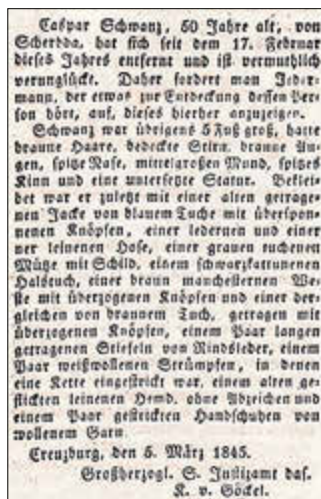 Caspar Schwanz, 50 Jahre alt, von
Scherbda, hat sich seit dem 17. Februar
dieses Jahres entfernt und ist vermuthlich
verunglückt. Daher fordert man Jeder-
mann, der etwas zur Entdeckung dessen Per-
son hört, auf, dieses hierher anzuzeigen.
Schwanz war übrigens 5 Fuß groß, hatte
braune Haare, bedeckte Stirn, braune Au-
gen, spitze Nase, mittelgroßen Mund, spitzes
Kinn und eine untersetzte Statur. Beklei-
det war er zuletzt mit einer alten getrage-
nen Jacke von blauem Tuche mit übersponn-
enen Knöpfen, einer ledernen und einer
ner leinenen Hose, einer grauen tuchenen
Mütze mit Schild, einem schwarzkattunenen
Halstuch, einer braun manchesternen We-
ste mit überzogenen Knöpfen und einer der-
gleichen von braunem Tuch, getragen mit
überzogenen Knöpfen, einem Paar langen
getragenen Stiefeln von Rindsleder, einem
Paar weißwollenen Strümpfen, in denen
eine Kette eingestrickt war, einem alten ge-
flickten leinenen Hemd, ohne Abzeichen und
einem Paar gestrickten Handschuhen von
wollenem Garn.
Creuzburg, den 5. März 1845.
Großherzogl. S. Justizamt das.
K. v. Göckel.